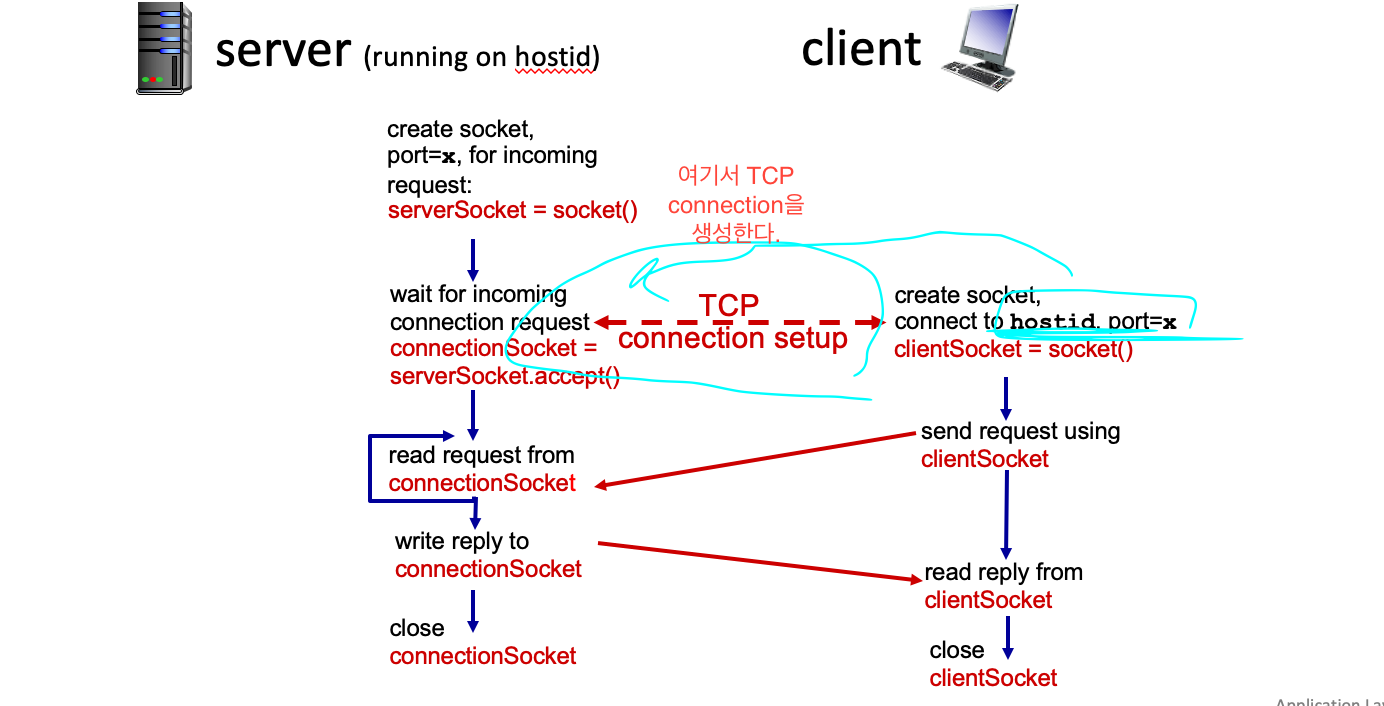 server (running on hostid)
client
create socket,
port=x, for incoming
request:
serverSocket = socket()
여기서 TCP
connection을
생성한다.
wait for incoming
connection request
connectionSocket =
serverSocket.accept()
TCP
connection setup
create socket,
connect to hostid, port=x
clientSocket = socket()
read request from
connectionSocket
send request using
clientSocket
write reply to
connectionSocket
read reply from
clientSocket
close
connectionSocket
close
clientSocket
Application